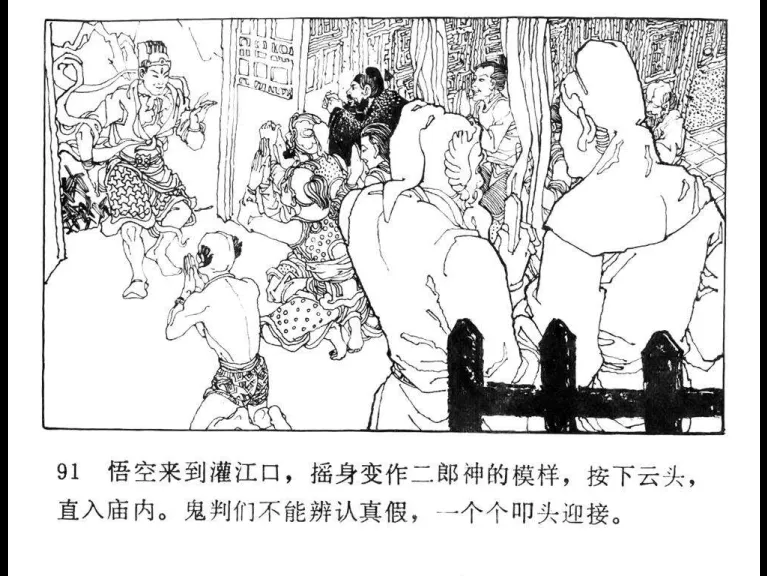 91 悟空来到灌江口，摇身变作二郎神的模样，按下云头，
直入庙内。鬼判们不能辨认真假，一个个叩头迎接。